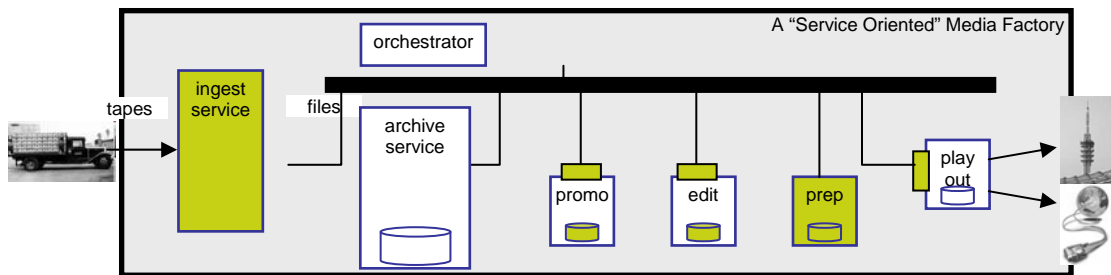 A “Service Oriented” Media Factory
orchestrator
ingest
service
tapes
files
archive
service
promo
edit
prep
play
out